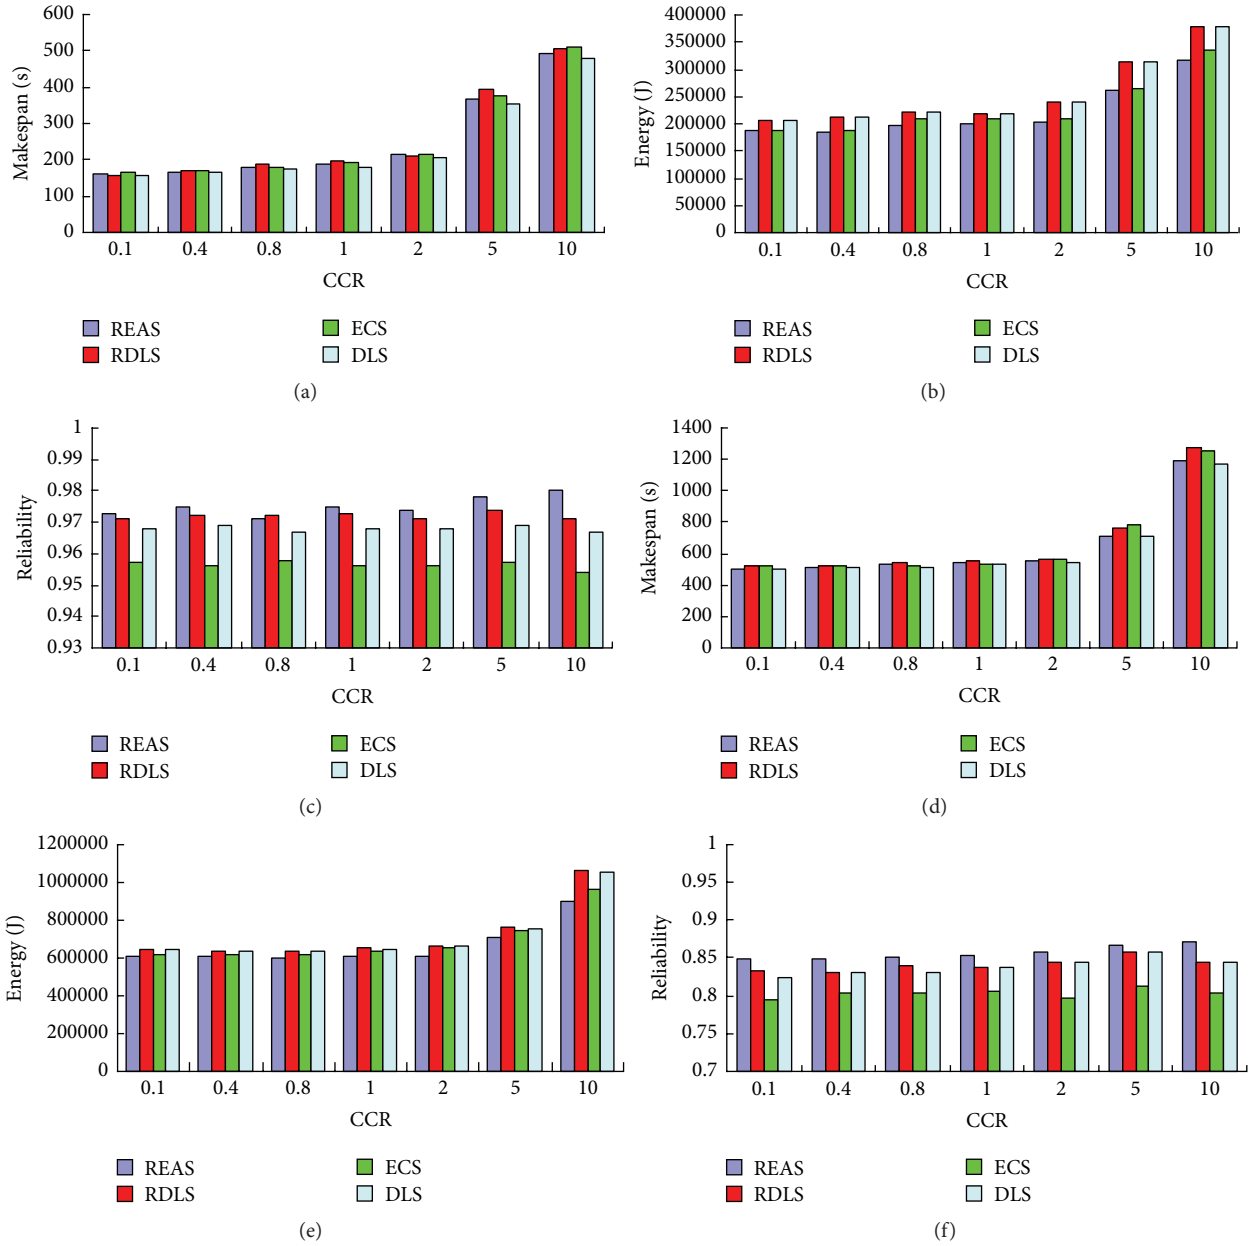 600
500
400
300
200
100
0
Makespan (s)
0.1 0.4 0.8 1 2 5 10
CCR
REAS ECS
RDLS DLS
(a)
400000
350000
300000
250000
200000
150000
100000
50000
0
Energy (J)
0.1 0.4 0.8 1 2 5 10
CCR
REAS ECS
RDLS DLS
(b)
1
0.99
0.98
0.97
0.96
0.95
0.94
0.93
Reliability
0.1 0.4 0.8 1 2 5 10
CCR
REAS ECS
RDLS DLS
(c)
1400
1200
1000
800
600
400
200
0
Makespan (s)
0.1 0.4 0.8 1 2 5 10
CCR
REAS ECS
RDLS DLS
(d)
1200000
1000000
800000
600000
400000
200000
0
Energy (J)
0.1 0.4 0.8 1 2 5 10
CCR
REAS ECS
RDLS DLS
(e)
1
0.95
0.9
0.85
0.8
0.75
0.7
Reliability
0.1 0.4 0.8 1 2 5 10
CCR
REAS ECS
RDLS DLS
(f)